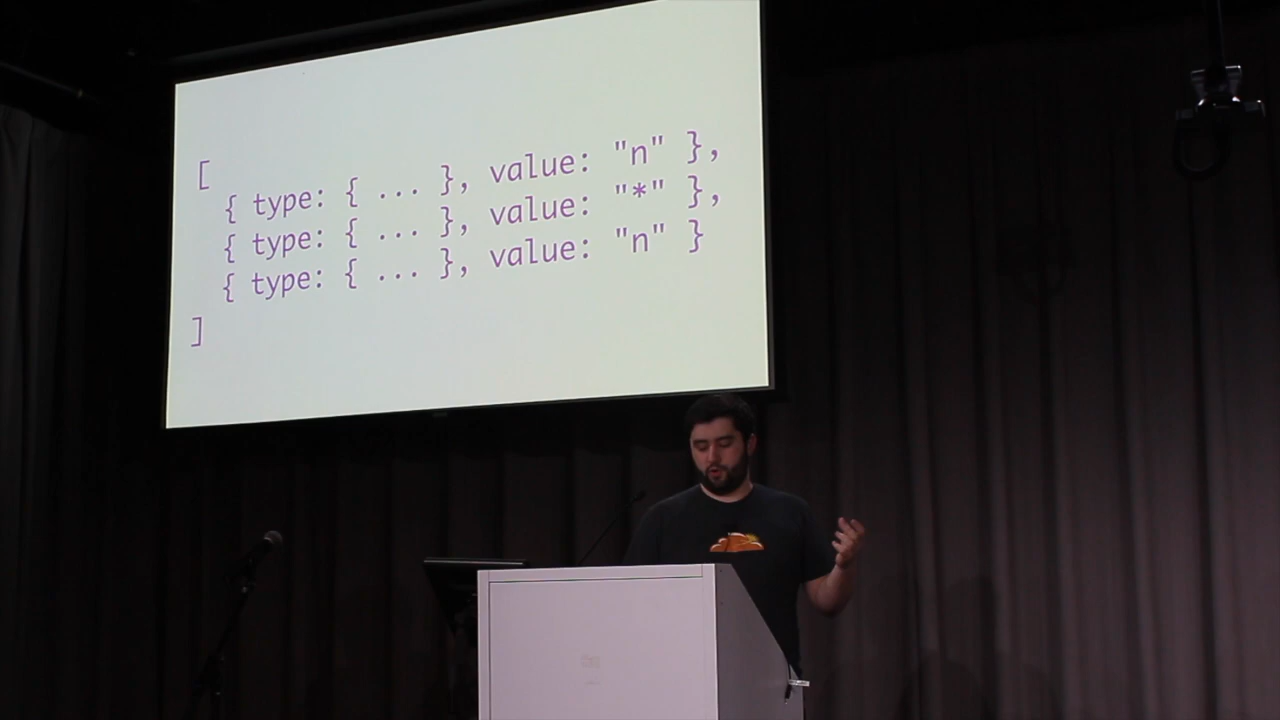 [
{ type: { ... }, value: "n" },
{ type: { ... }, value: "*" },
{ type: { ... }, value: "n" }
]